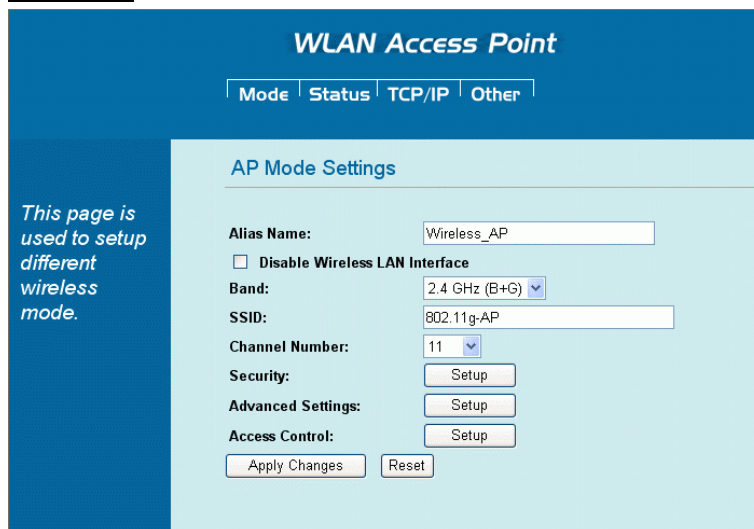 WLAN Access Point
Mode Status TCP/IP Other
AP Mode Settings
This page is
used to setup
different
wireless
mode.
Alias Name: Wireless_AP
Disable Wireless LAN Interface
Band: 2.4 GHz (B+G)
SSID: 802.11g-AP
Channel Number: 11
Security: Setup
Advanced Settings: Setup
Access Control: Setup
Apply Changes Reset